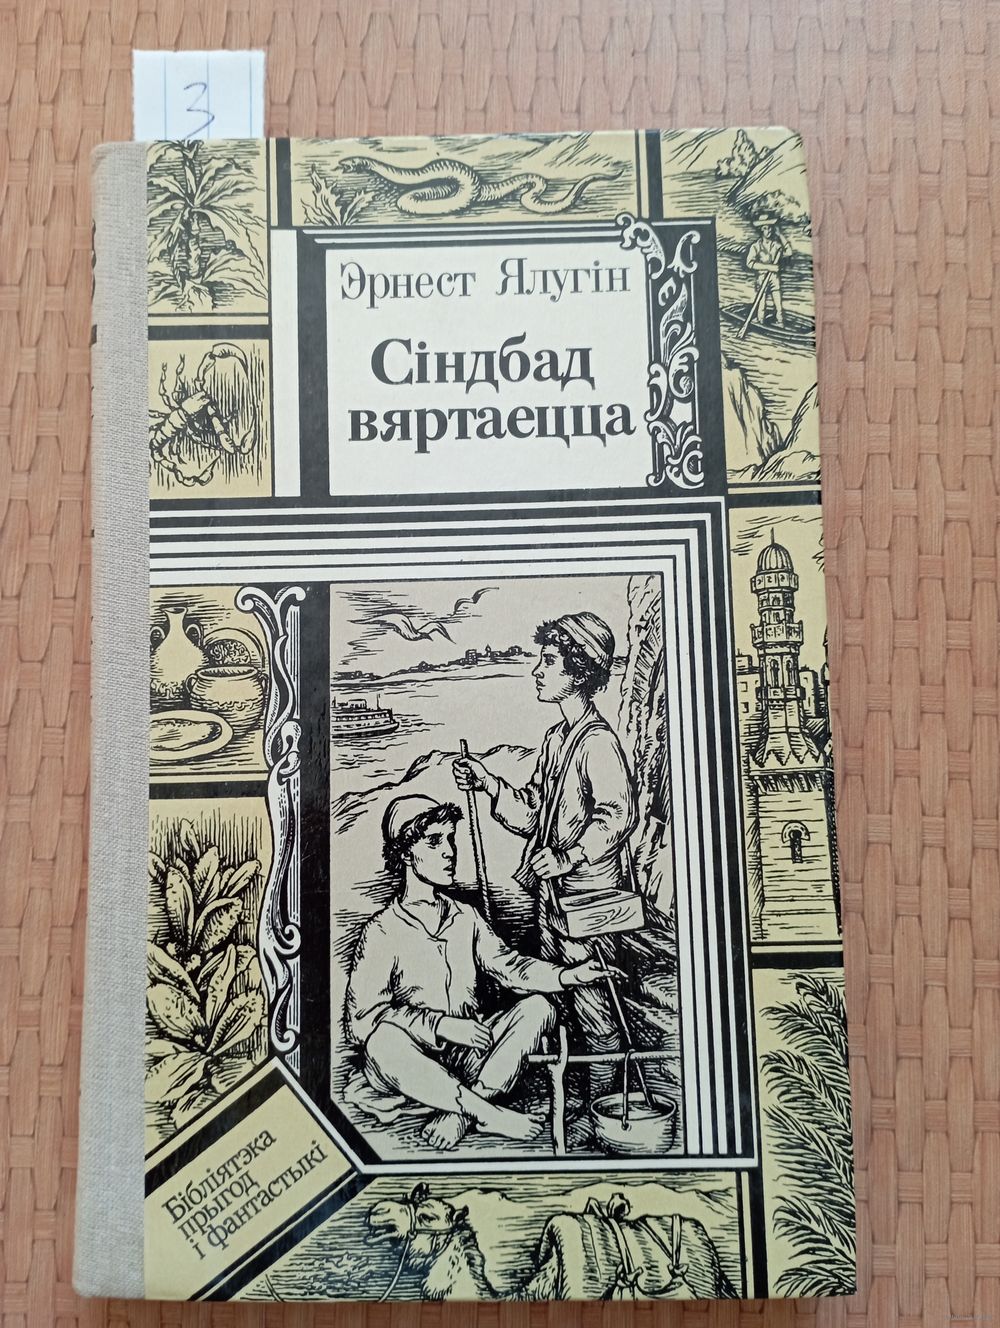 3
Эрнест Ялугін
Сіндбад
вяртаецца
Бібліятэка
прыгод
і фантастыкі